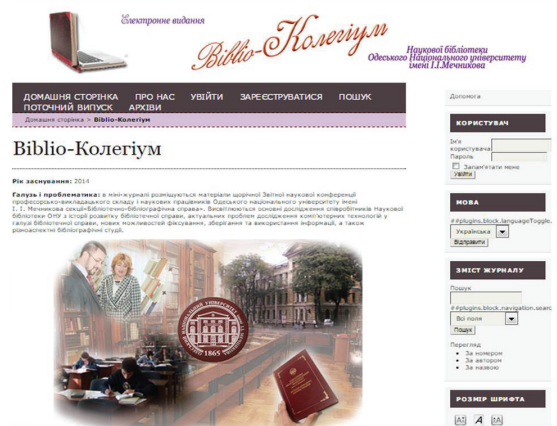 Електронне видання
Biblio-Колегіум
Наукової бібліотеки
Одеського Національного університету
імені І.І.Мечникова
ДОМАШНЯ СТОРІНКА ПРО НАС УВІЙТИ ЗАРЕЄСТРУВАТИСЯ ПОШУК
ПОТОЧНИЙ ВИПУСК АРХІВИ
Домашня сторінка > Biblio-Колегіум
Biblio-Колегіум
Рік заснування: 2014
Галузь і проблематика: в міні-журналі розміщуються матеріали щорічної Звітної наукової конференції
професорсько-викладацького складу і наукових працівників Одеського національного університету імені
І. І. Мечникова секції«Бібліотечно-бібліографічна справа». Висвітлюються основні дослідження співробітників Наукової
бібліотеки ОНУ з історії розвитку бібліотечної справи, актуальних проблем дослідження комп'ютерних технологій у
галузі бібліотечної справи, нових можливостей фіксування, зберігання та використання інформації, а також
різноаспектні бібліографічні студії.
1865
Допомога
КОРИСТУВАЧ
Ім'я
користувача
Пароль
Запам'ятати мене
Увійти
МОВА
##plugins.block.languageToggle.
Українська
Відправити
ЗМІСТ ЖУРНАЛУ
Пошук
##plugins.block.navigation.searc
Всі поля
Пошук
Перегляд
• За номером
• За автором
• За назвою
РОЗМІР ШРИФТА